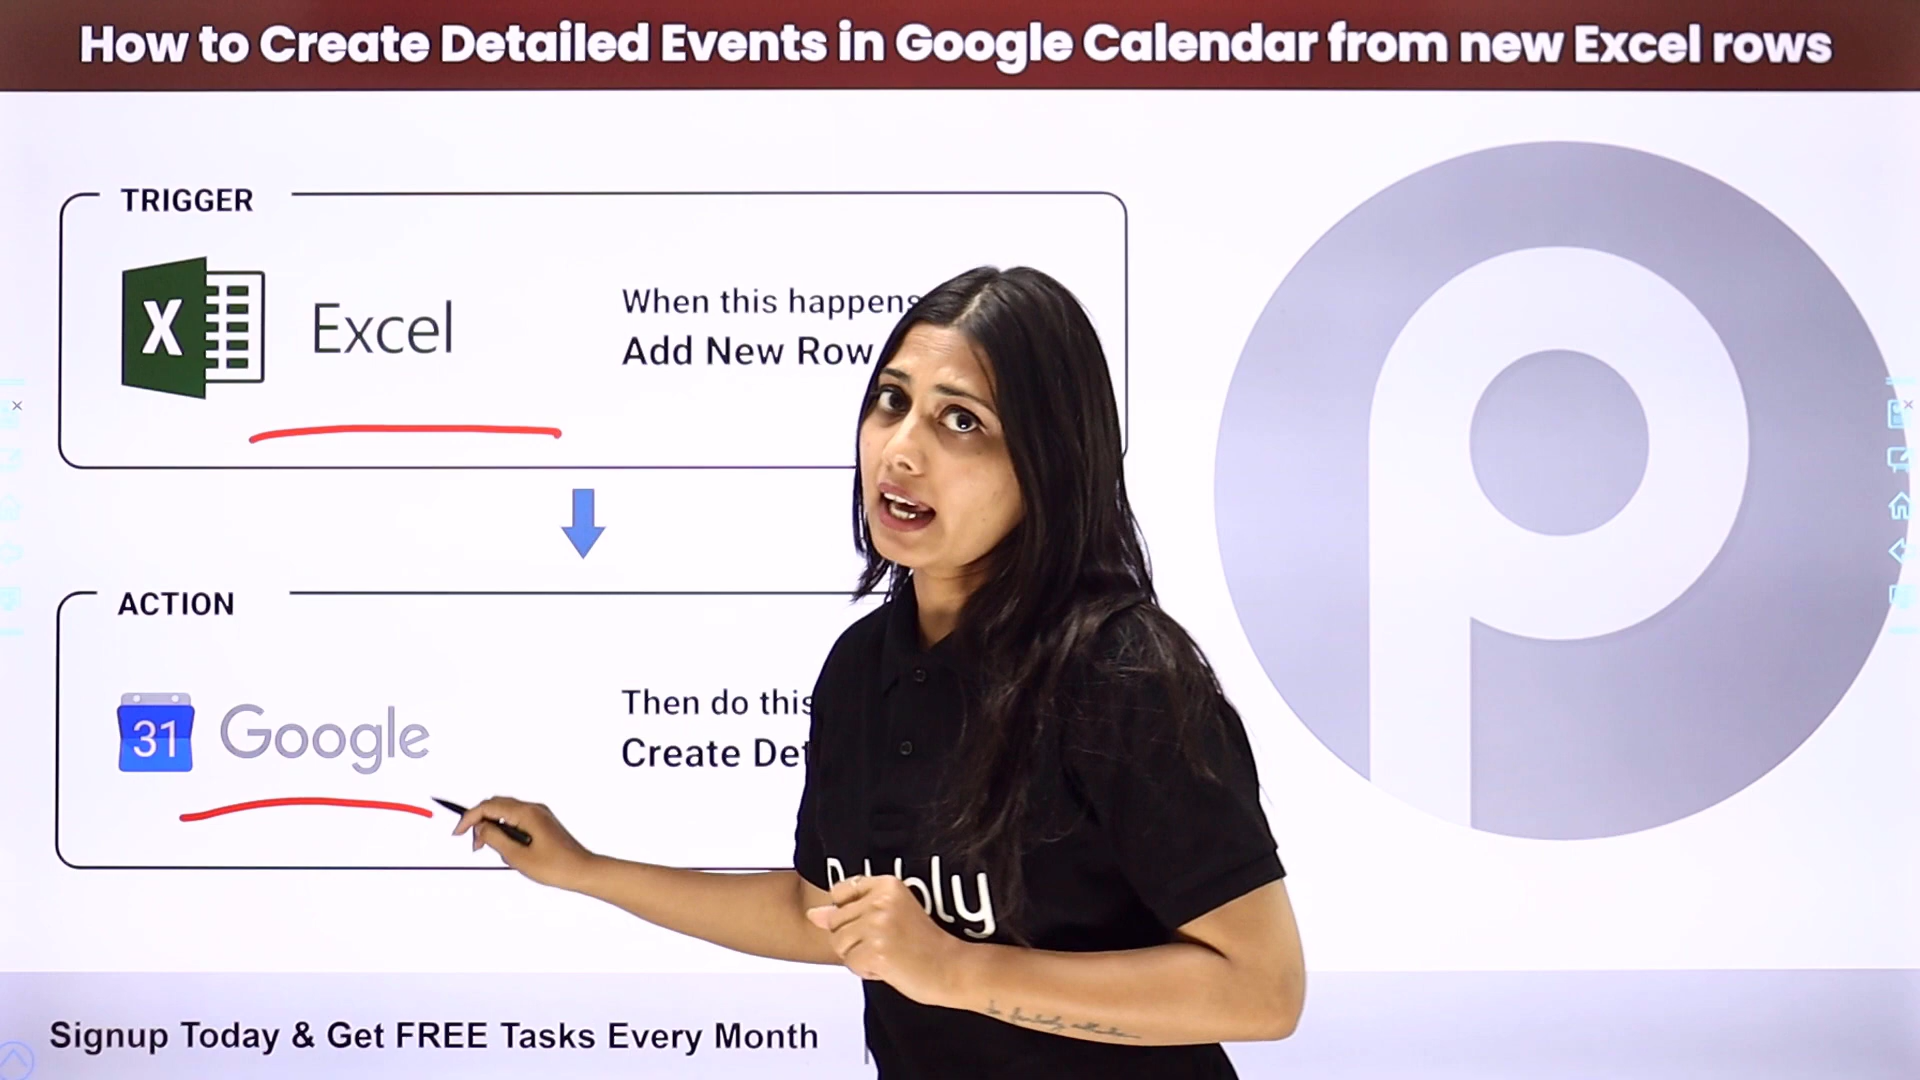 How to Create Detailed Events in Google Calendar from new Excel rows
TRIGGER
X
Excel
When this happens
Add New Row
ACTION
31
Google
Then do this
Create
Signup Today & Get FREE Tasks Every Month